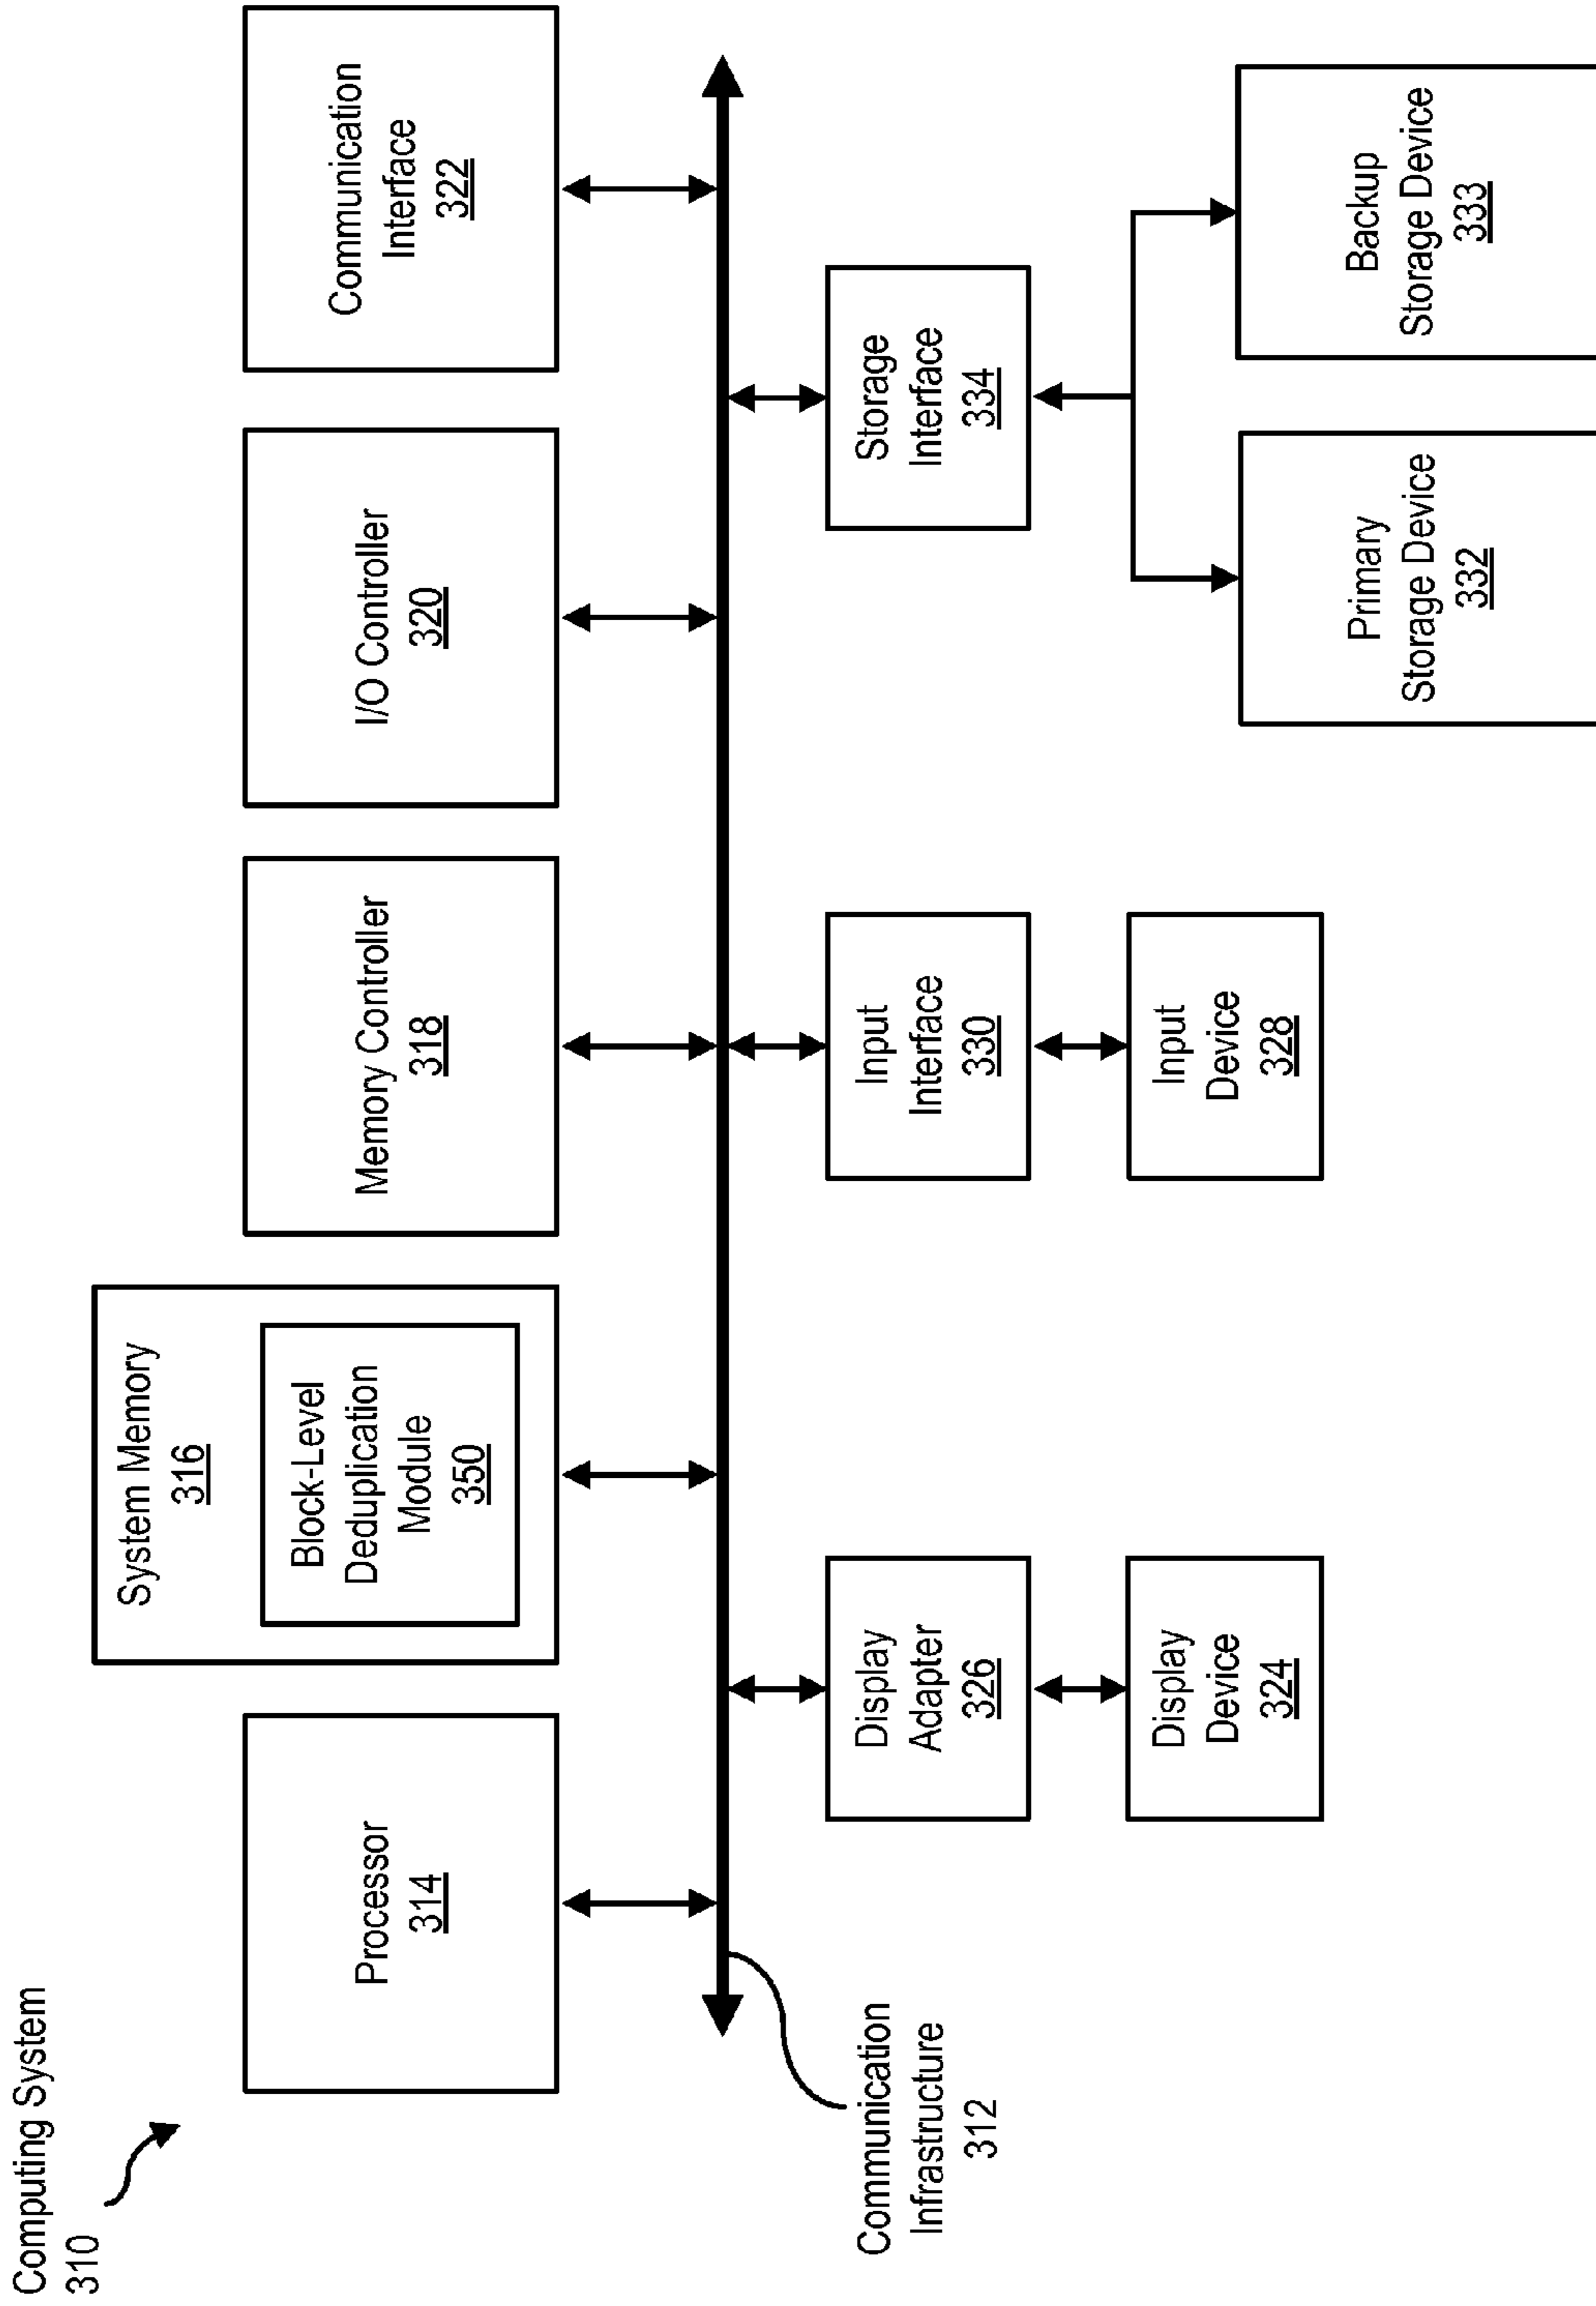 Computing System
310
Processor
314
System Memory
316
Block-Level
Deduplication
Module
350
Memory Controller
318
I/O Controller
320
Communication
Interface
322
Communication
Infrastructure
312
Display
Adapter
326
Input
Interface
330
Storage
Interface
334
Display
Device
324
Input
Device
328
Primary
Storage Device
332
Backup
Storage Device
333